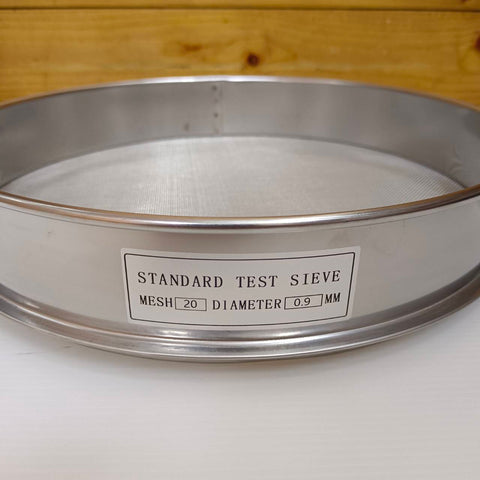 STANDARD TEST SIEVE
MESH 20 DIAMETER 0.9 MM